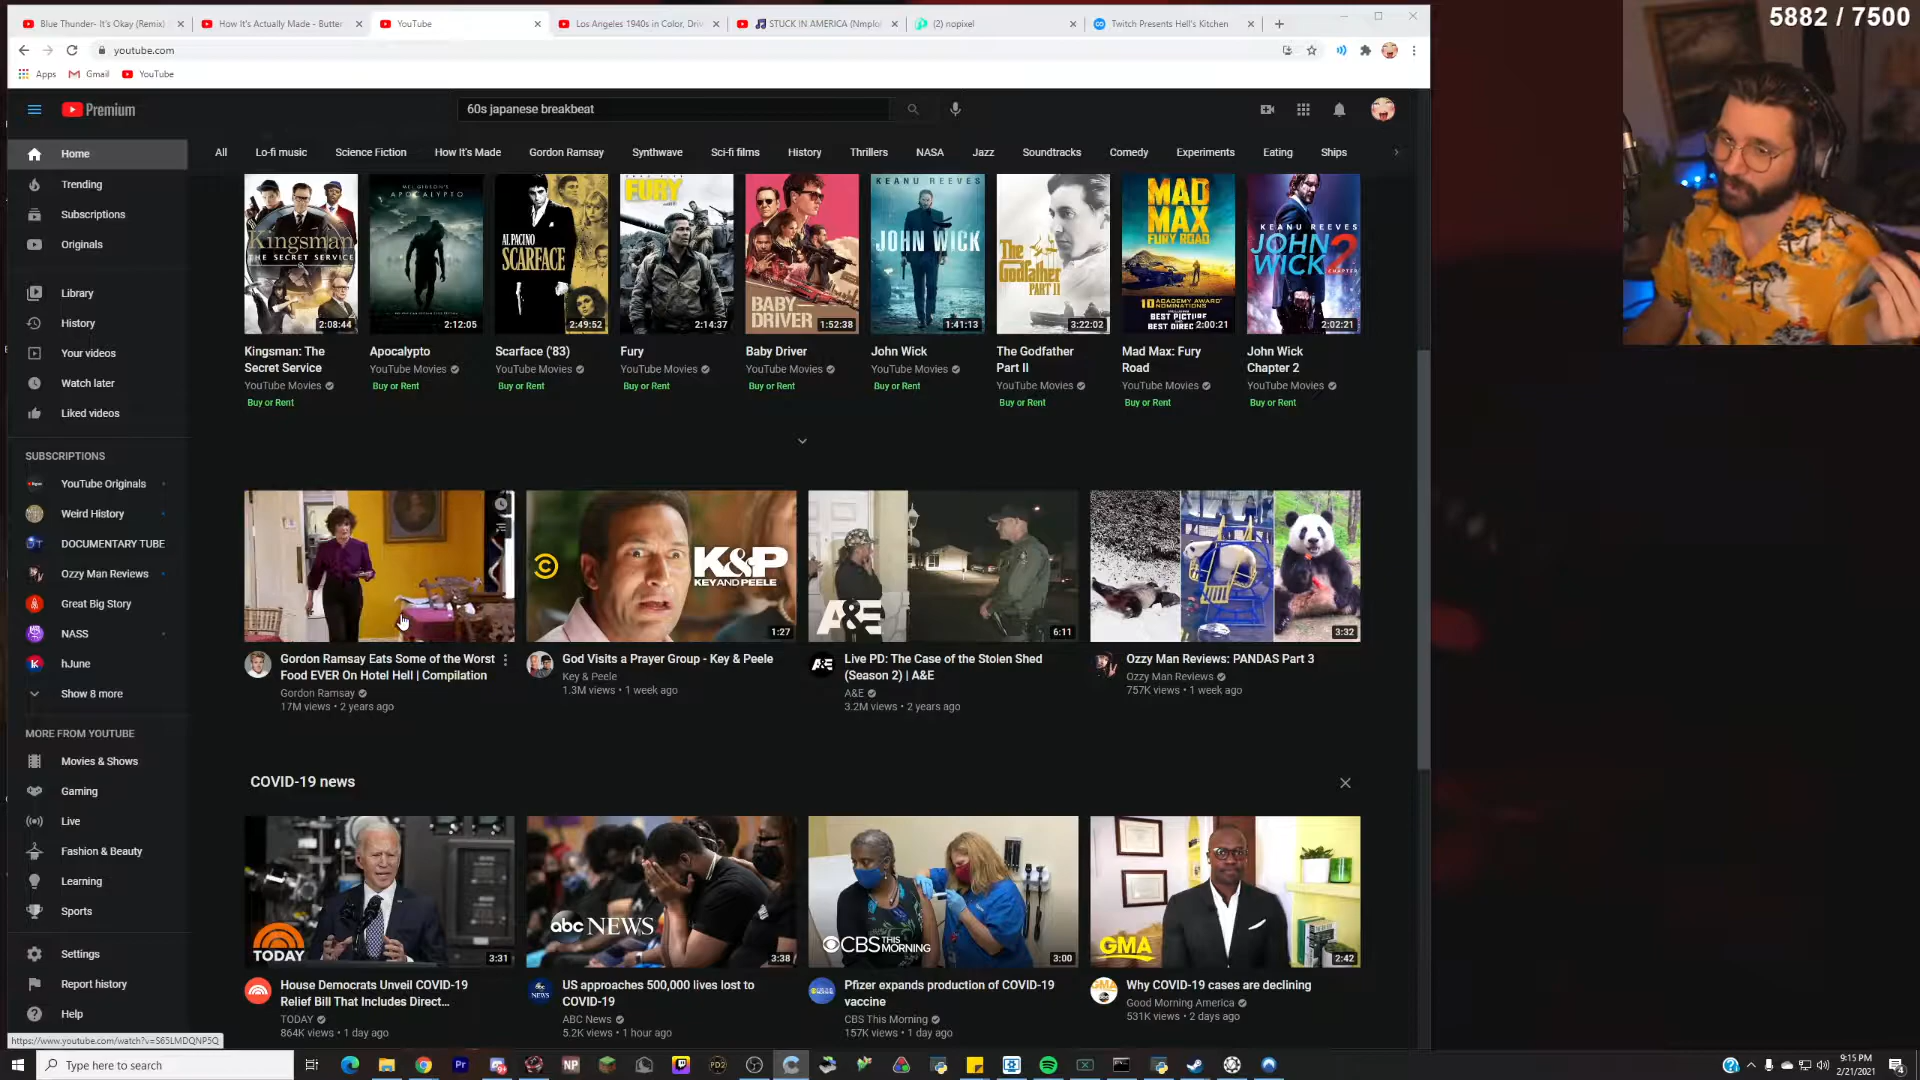 5882 / 7500
Blue Thunder- It's Okay (Remix)
How It's Actually Made - Butter
YouTube
Los Angeles 1940s in Color, Driv
STUCK IN AMERICA (Nmplol
(2) nopixel
Twitch Presents Hell's Kitchen
youtube.com
Apps
Gmail
YouTube
Premium
60s japanese breakbeat
Home
Trending
Subscriptions
Originals
Library
History
Your videos
Watch later
Liked videos
SUBSCRIPTIONS
YouTube Originals
Weird History
DOCUMENTARY TUBE
Ozzy Man Reviews
Great Big Story
NASS
hJune
Show 8 more
MORE FROM YOUTUBE
Movies & Shows
Gaming
Live
Fashion & Beauty
Learning
Sports
Settings
Report history
Help
All
Lo-fi music
Science Fiction
How It's Made
Gordon Ramsay
Synthwave
Sci-fi films
History
Thrillers
NASA
Jazz
Soundtracks
Comedy
Experiments
Eating
Ships
Kingsman
THE SECRET SERVICE
2:08:44
MEL GIBSON'S
APOCALYPTO
2:12:05
AL PACINO
SCARFACE
2:49:52
FURY
2:14:37
BABY
DRIVER
1:52:38
KEANU REEVES
JOHN WICK
1:41:13
The
Godfather
PART II
3:22:02
MAD
MAX
FURY ROAD
10 ACADEMY AWARD
NOMINATIONS
BEST PICTURE
BEST DIREC
2:00:21
KEANU REEVES
JOHN
WICK 2
CHAPTER
2:02:21
Kingsman: The
Secret Service
YouTube Movies
Buy or Rent
Apocalypto
YouTube Movies
Buy or Rent
Scarface ('83)
YouTube Movies
Buy or Rent
Fury
YouTube Movies
Buy or Rent
Baby Driver
YouTube Movies
Buy or Rent
John Wick
YouTube Movies
Buy or Rent
The Godfather
Part II
YouTube Movies
Buy or Rent
Mad Max: Fury
Road
YouTube Movies
Buy or Rent
John Wick
Chapter 2
YouTube Movies
Buy or Rent
Gordon Ramsay Eats Some of the Worst
Food EVER On Hotel Hell | Compilation
Gordon Ramsay
17M views • 2 years ago
K&P
KEY AND PEELE
1:27
God Visits a Prayer Group - Key & Peele
Key & Peele
1.3M views • 1 week ago
A&E
6:11
Live PD: The Case of the Stolen Shed
(Season 2) | A&E
A&E
3.2M views • 2 years ago
3:32
Ozzy Man Reviews: PANDAS Part 3
Ozzy Man Reviews
757K views • 1 week ago
COVID-19 news
TODAY
3:31
House Democrats Unveil COVID-19
Relief Bill That Includes Direct...
TODAY
864K views • 1 day ago
abc NEWS
3:38
US approaches 500,000 lives lost to
COVID-19
ABC News
5.2K views • 1 hour ago
CBS THIS MORNING
3:00
Pfizer expands production of COVID-19
vaccine
CBS This Morning
157K views • 1 day ago
GMA
2:42
Why COVID-19 cases are declining
Good Morning America
531K views • 2 days ago
https://www.youtube.com/watch?v=S65LMDQNP5Q
Type here to search
Pr
NP
PD2
9:15 PM
2/21/2021